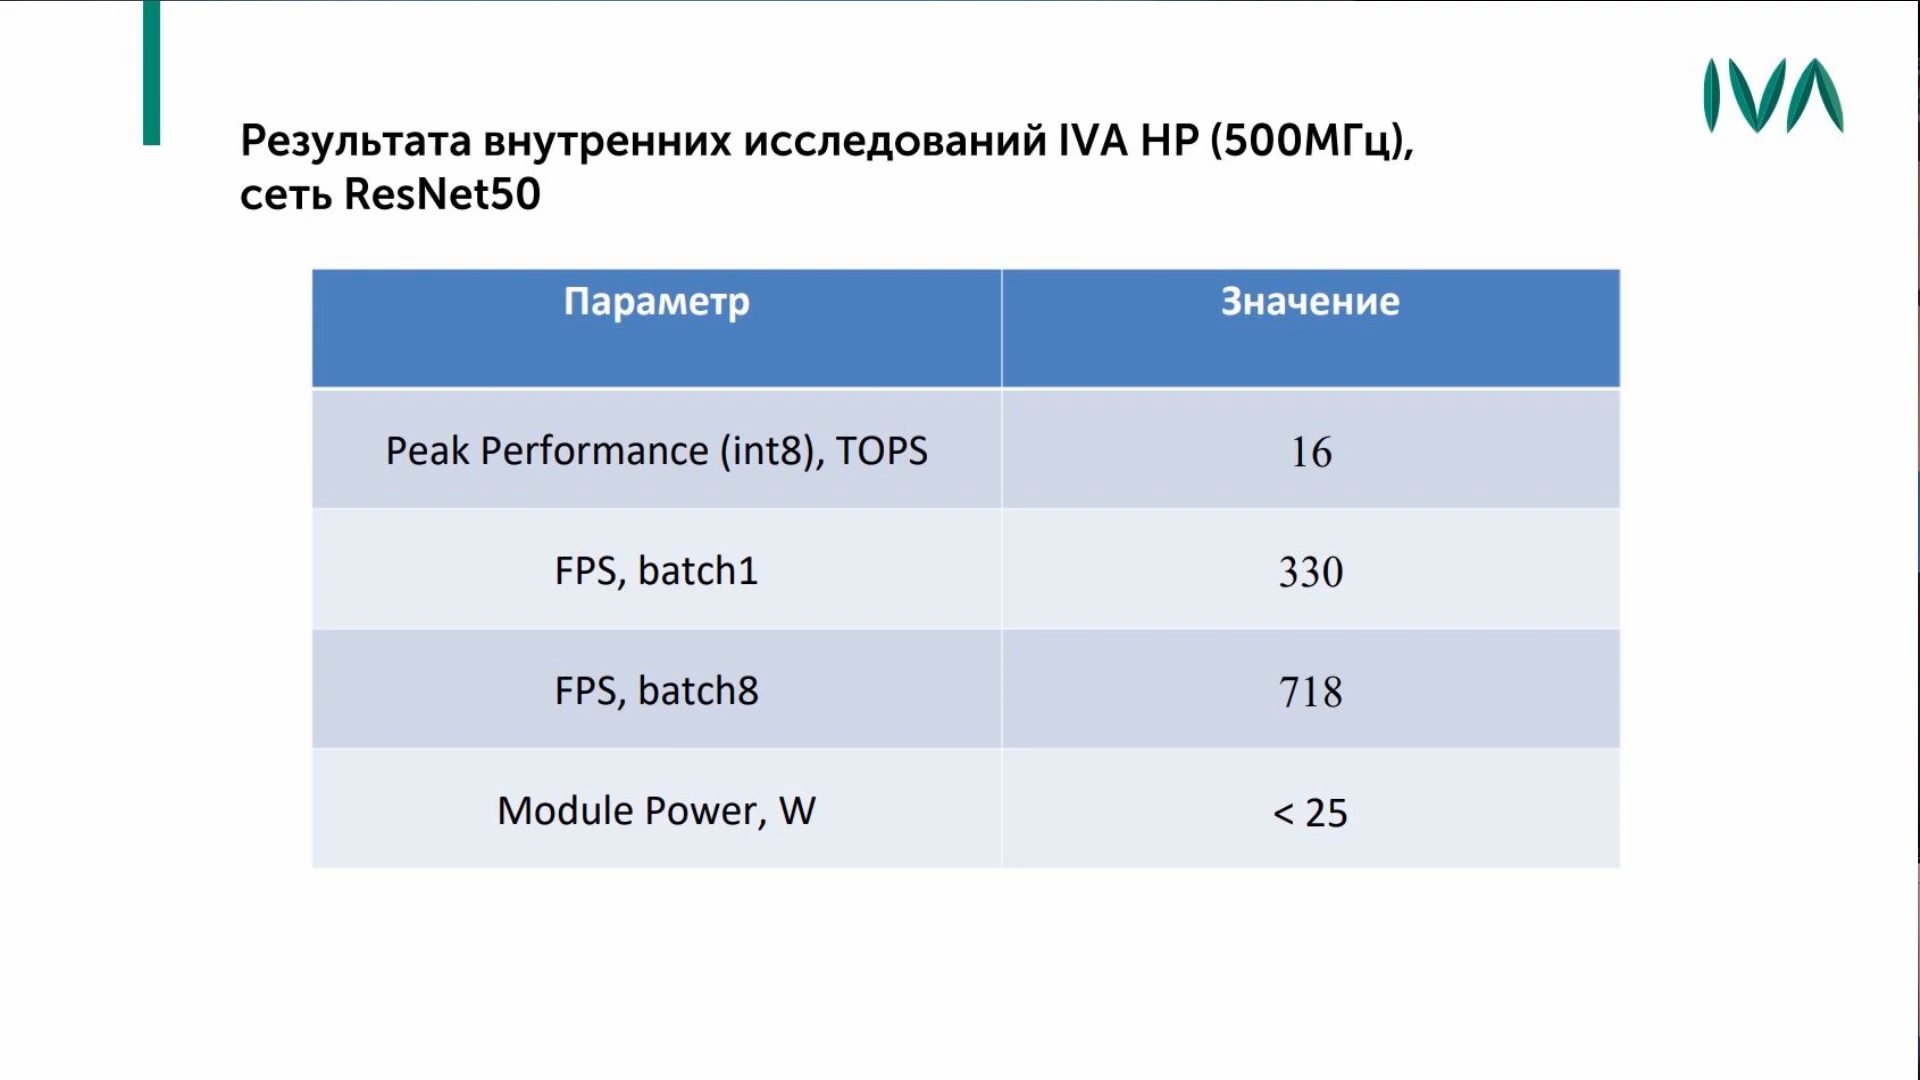 IVA
Результата внутренних исследований IVA HP (500МГц),
сеть ResNet50
Параметр
Значение
Peak Performance (int8), TOPS
16
FPS, batch1
330
FPS, batch8
718
Module Power, W
< 25